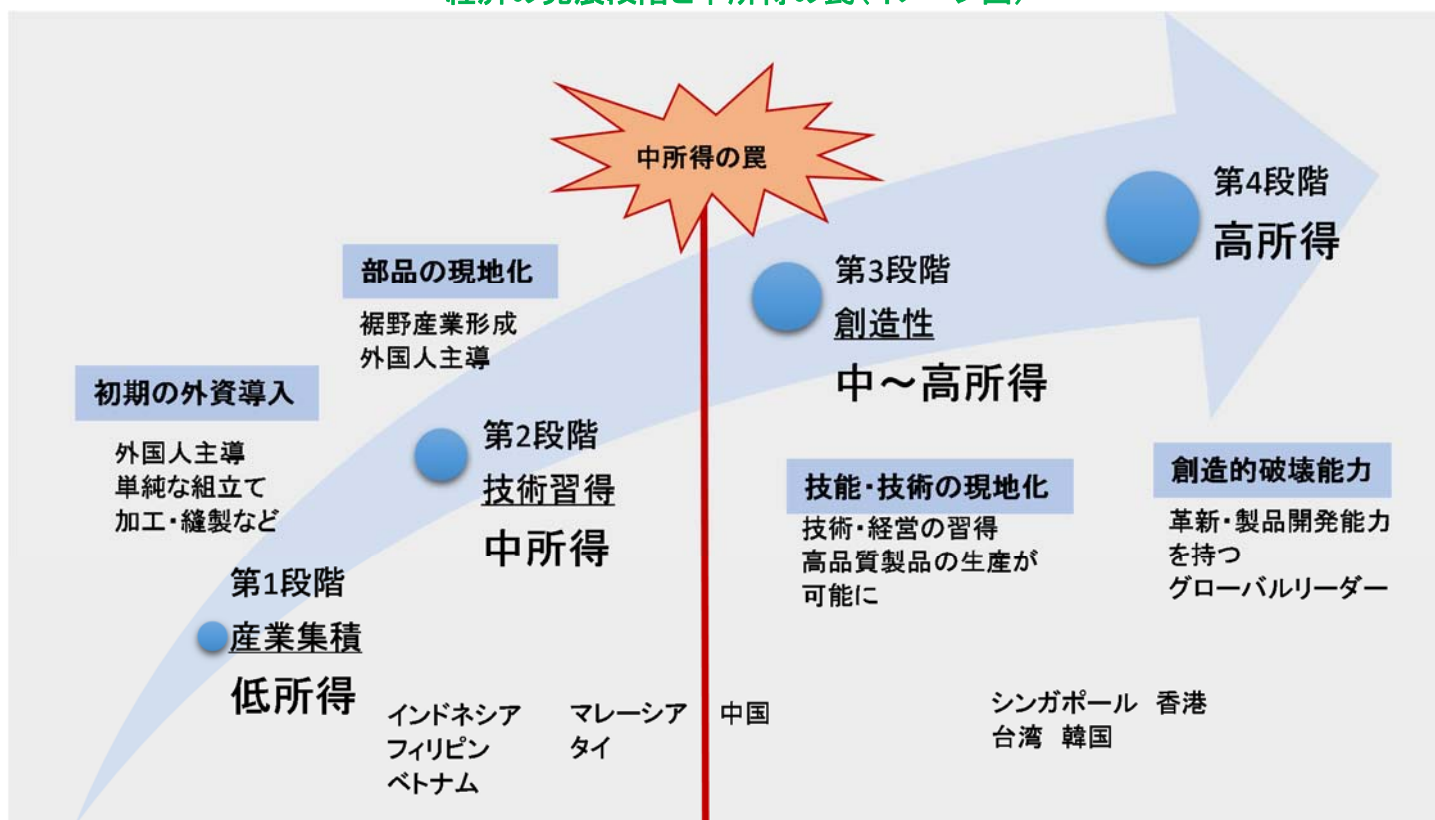 中所得の罠
第4段階
高所得
部品の現地化
裾野産業形成
外国人主導
第3段階
創造性
中～高所得
初期の外資導入
外国人主導
単純な組立て
加工・縫製など
第2段階
技術習得
中所得
技能・技術の現地化
技術・経営の習得
高品質製品の生産が
可能に
創造的破壊能力
革新・製品開発能力
を持つ
グローバルリーダー
第1段階
産業集積
低所得
インドネシア
フィリピン
ベトナム
マレーシア
タイ
中国
シンガポール 香港
台湾 韓国